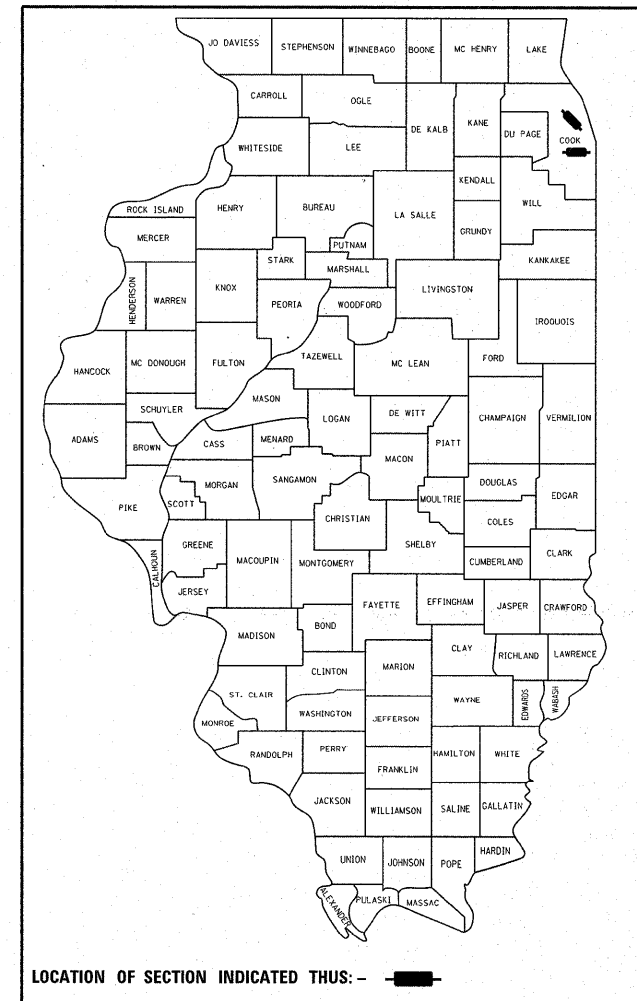 JO DAVIESS
STEPHENSON
WINNEBAGO
BOONE
MC HENRY
LAKE
CARROLL
OGLE
DE KALB
KANE
DU PAGE
COOK
WHITESIDE
LEE
KENDALL
WILL
ROCK ISLAND
HENRY
BUREAU
LA SALLE
GRUNDY
MERCER
PUTNAM
KANKAKEE
STARK
MARSHALL
HENDERSON
WARREN
KNOX
PEORIA
WOODFORD
LIVINGSTON
IROQUOIS
HANCOCK
MC DONOUGH
FULTON
TAZEWELL
MC LEAN
FORD
MASON
SCHUYLER
LOGAN
DE WITT
CHAMPAIGN
VERMILION
ADAMS
BROWN
CASS
MENARD
MACON
PIATT
MORGAN
SANGAMON
DOUGLAS
EDGAR
PIKE
SCOTT
CHRISTIAN
MOULTRIE
COLES
GREENE
MACOUPIN
MONTGOMERY
SHELBY
CUMBERLAND
CLARK
CALHOUN
JERSEY
FAYETTE
EFFINGHAM
JASPER
CRAWFORD
MADISON
BOND
CLAY
RICHLAND
LAWRENCE
CLINTON
MARION
ST. CLAIR
WAYNE
EDWARDS
WABASH
WASHINGTON
JEFFERSON
MONROE
RANDOLPH
PERRY
HAMILTON
WHITE
FRANKLIN
JACKSON
WILLIAMSON
SALINE
GALLATIN
UNION
JOHNSON
POPE
HARDIN
ALEXANDER
PULASKI
MASSAC
LOCATION OF SECTION INDICATED THUS: -